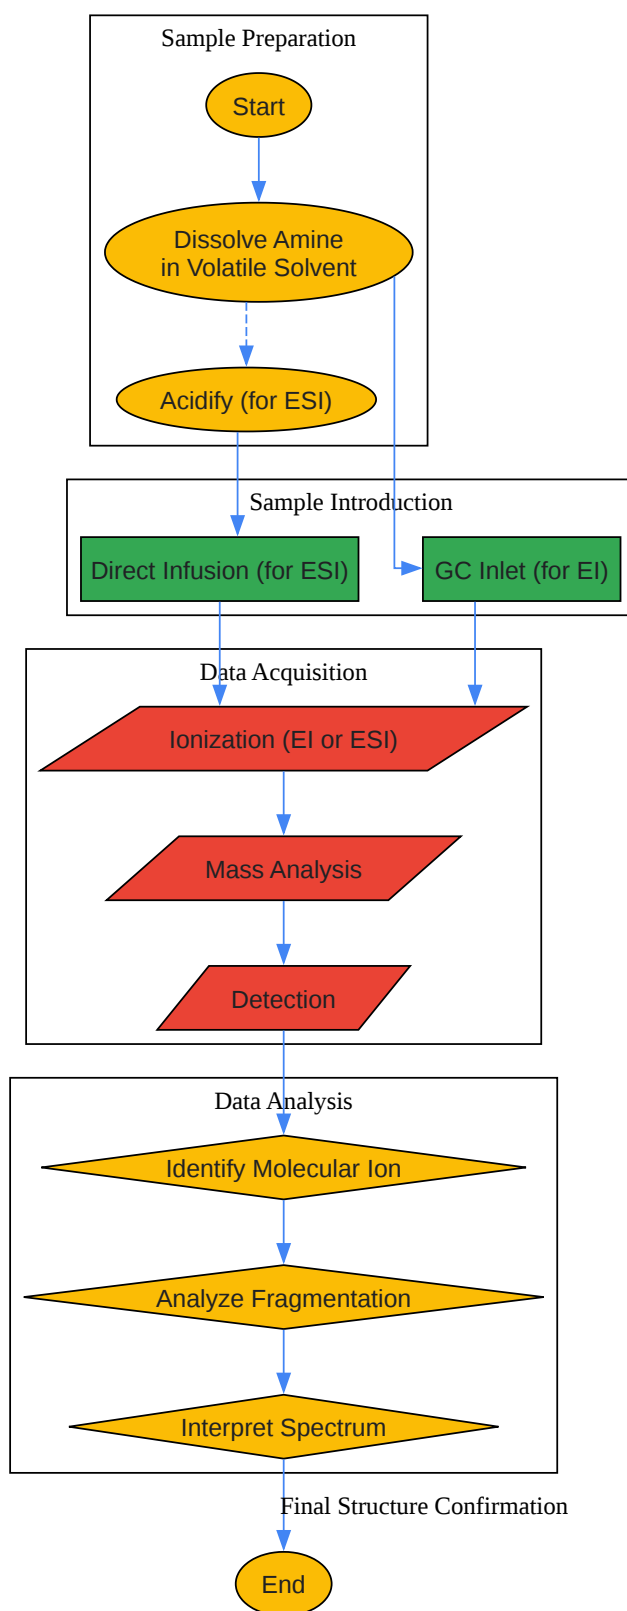 Sample Preparation
Start
Dissolve Amine
in Volatile Solvent
Acidify (for ESI)
Sample Introduction
Direct Infusion (for ESI)
GC Inlet (for EI)
Data Acquisition
Ionization (EI or ESI)
Mass Analysis
Detection
Data Analysis
Identify Molecular Ion
Analyze Fragmentation
Interpret Spectrum
Final Structure Confirmation
End